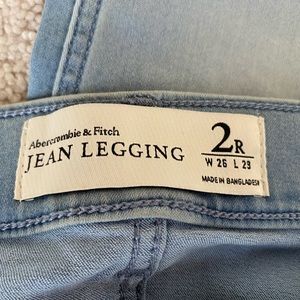 Abercrombie & Fitch
JEAN LEGGING
2R
W 26 L 29
MADE IN BANGLADESH